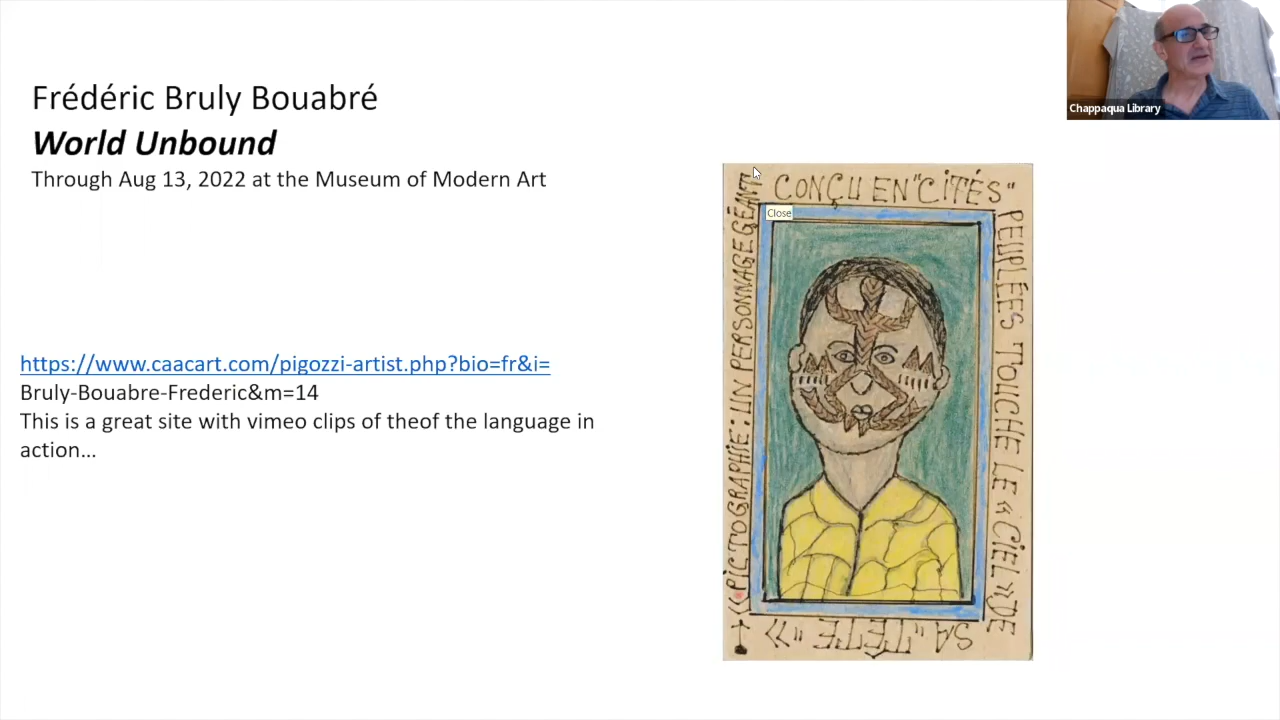 Frédéric Bruly Bouabré
World Unbound
Through Aug 13, 2022 at the Museum of Modern Art
https://www.caacart.com/pigozzi-artist.php?bio=fr&i=
Bruly-Bouabre-Frederic&m=14
This is a great site with vimeo clips of theof the language in
action...
Chappaqua Library
Close
«PICTOGRAPHIE: UN PERSONNAGE GÉANT
CONÇU EN "CITÉS"
PEUPLÉES TOUCHE LE «CIEL» DE
SA "TÊTE"»